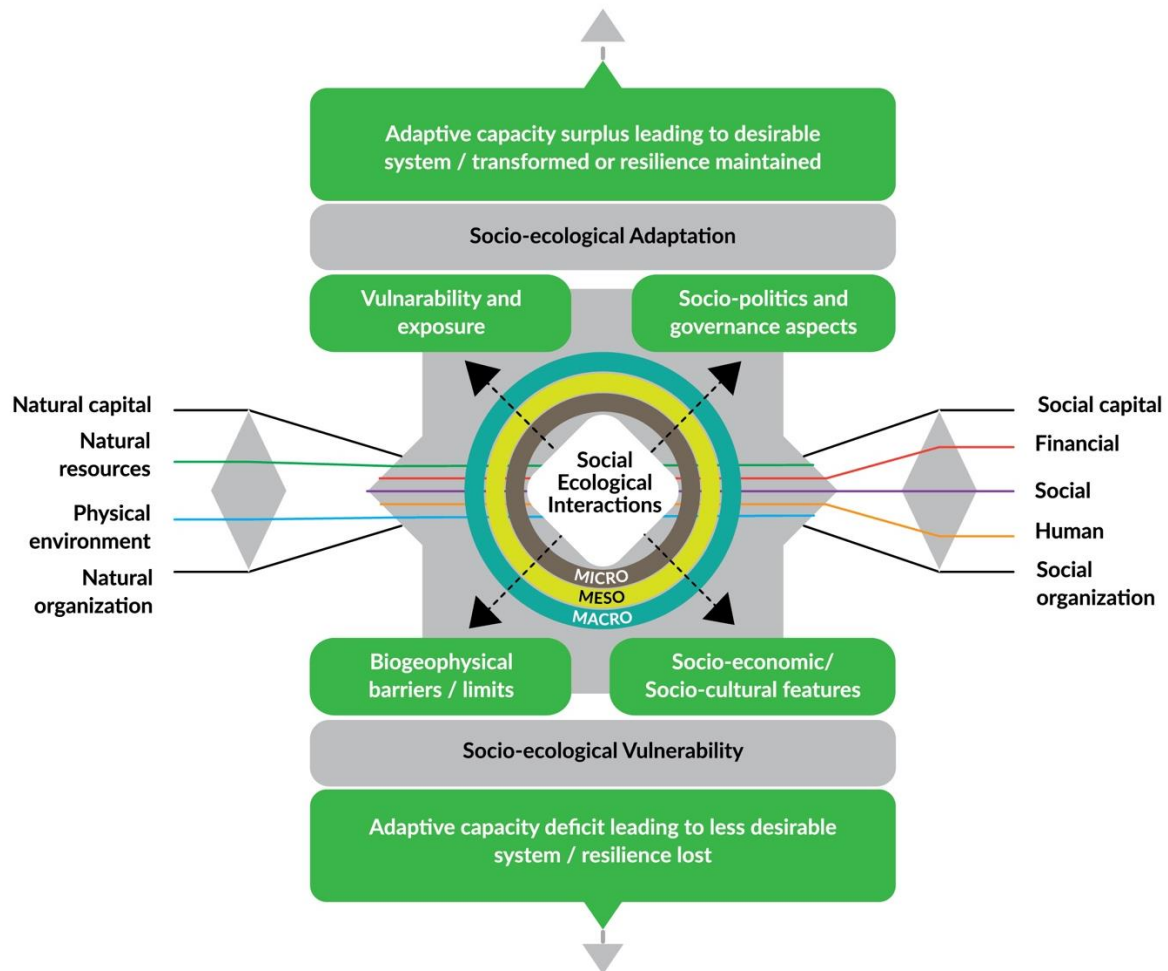 Adaptive capacity surplus leading to desirable
system / transformed or resilience maintained
Socio-ecological Adaptation
Vulnarability and
exposure
Socio-politics and
governance aspects
Natural capital
Natural
resources
Physical
environment
Natural
organization
Social
Ecological
Interactions
MICRO
MESO
MACRO
Social capital
Financial
Social
Human
Social
organization
Biogeophysical
barriers / limits
Socio-economic/
Socio-cultural features
Socio-ecological Vulnerability
Adaptive capacity deficit leading to less desirable
system / resilience lost